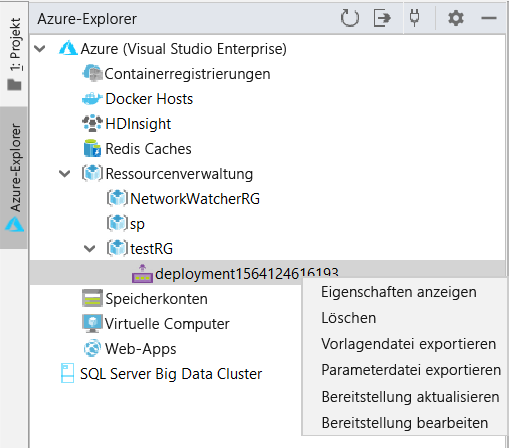 1: Projekt
Azure-Explorer
Azure-Explorer
Azure (Visual Studio Enterprise)
Containerregistrierungen
Docker Hosts
HDInsight
Redis Caches
Ressourcenverwaltung
NetworkWatcherRG
sp
testRG
deployment1564124616193
Eigenschaften anzeigen
Löschen
Vorlagendatei exportieren
Parameterdatei exportieren
Bereitstellung aktualisieren
Bereitstellung bearbeiten
Speicherkonten
Virtuelle Computer
Web-Apps
SQL Server Big Data Cluster